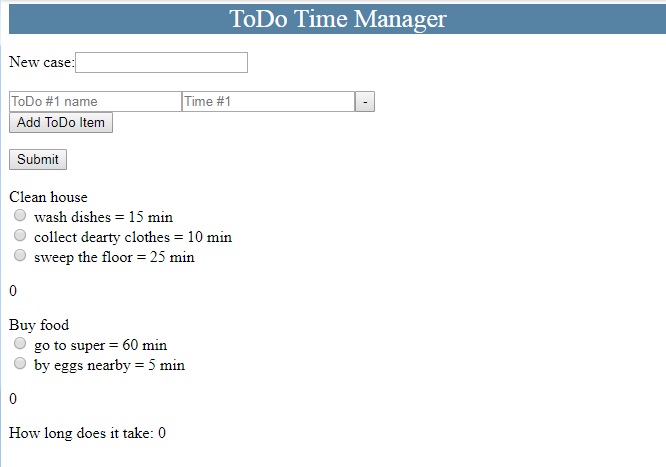 ToDo Time Manager
New case:
ToDo #1 name Time #1 -
Add ToDo Item
Submit
Clean house
wash dishes = 15 min
collect dearty clothes = 10 min
sweep the floor = 25 min
0
Buy food
go to super = 60 min
by eggs nearby = 5 min
0
How long does it take: 0